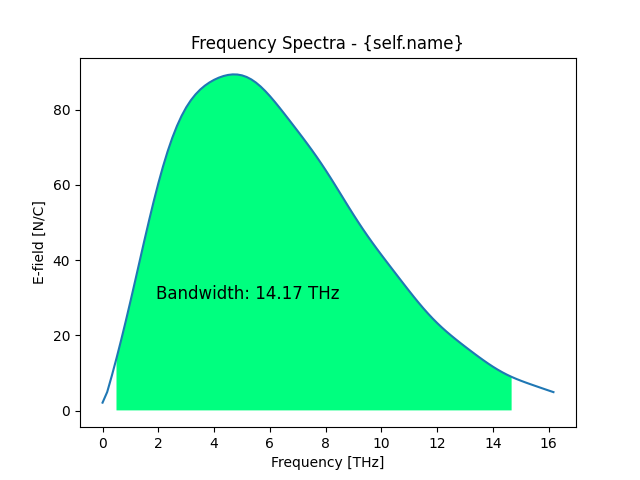 Frequency Spectra - {self.name}
E-field [N/C]
80
60
40
20
0
Bandwidth: 14.17 THz
0 2 4 6 8 10 12 14 16
Frequency [THz]